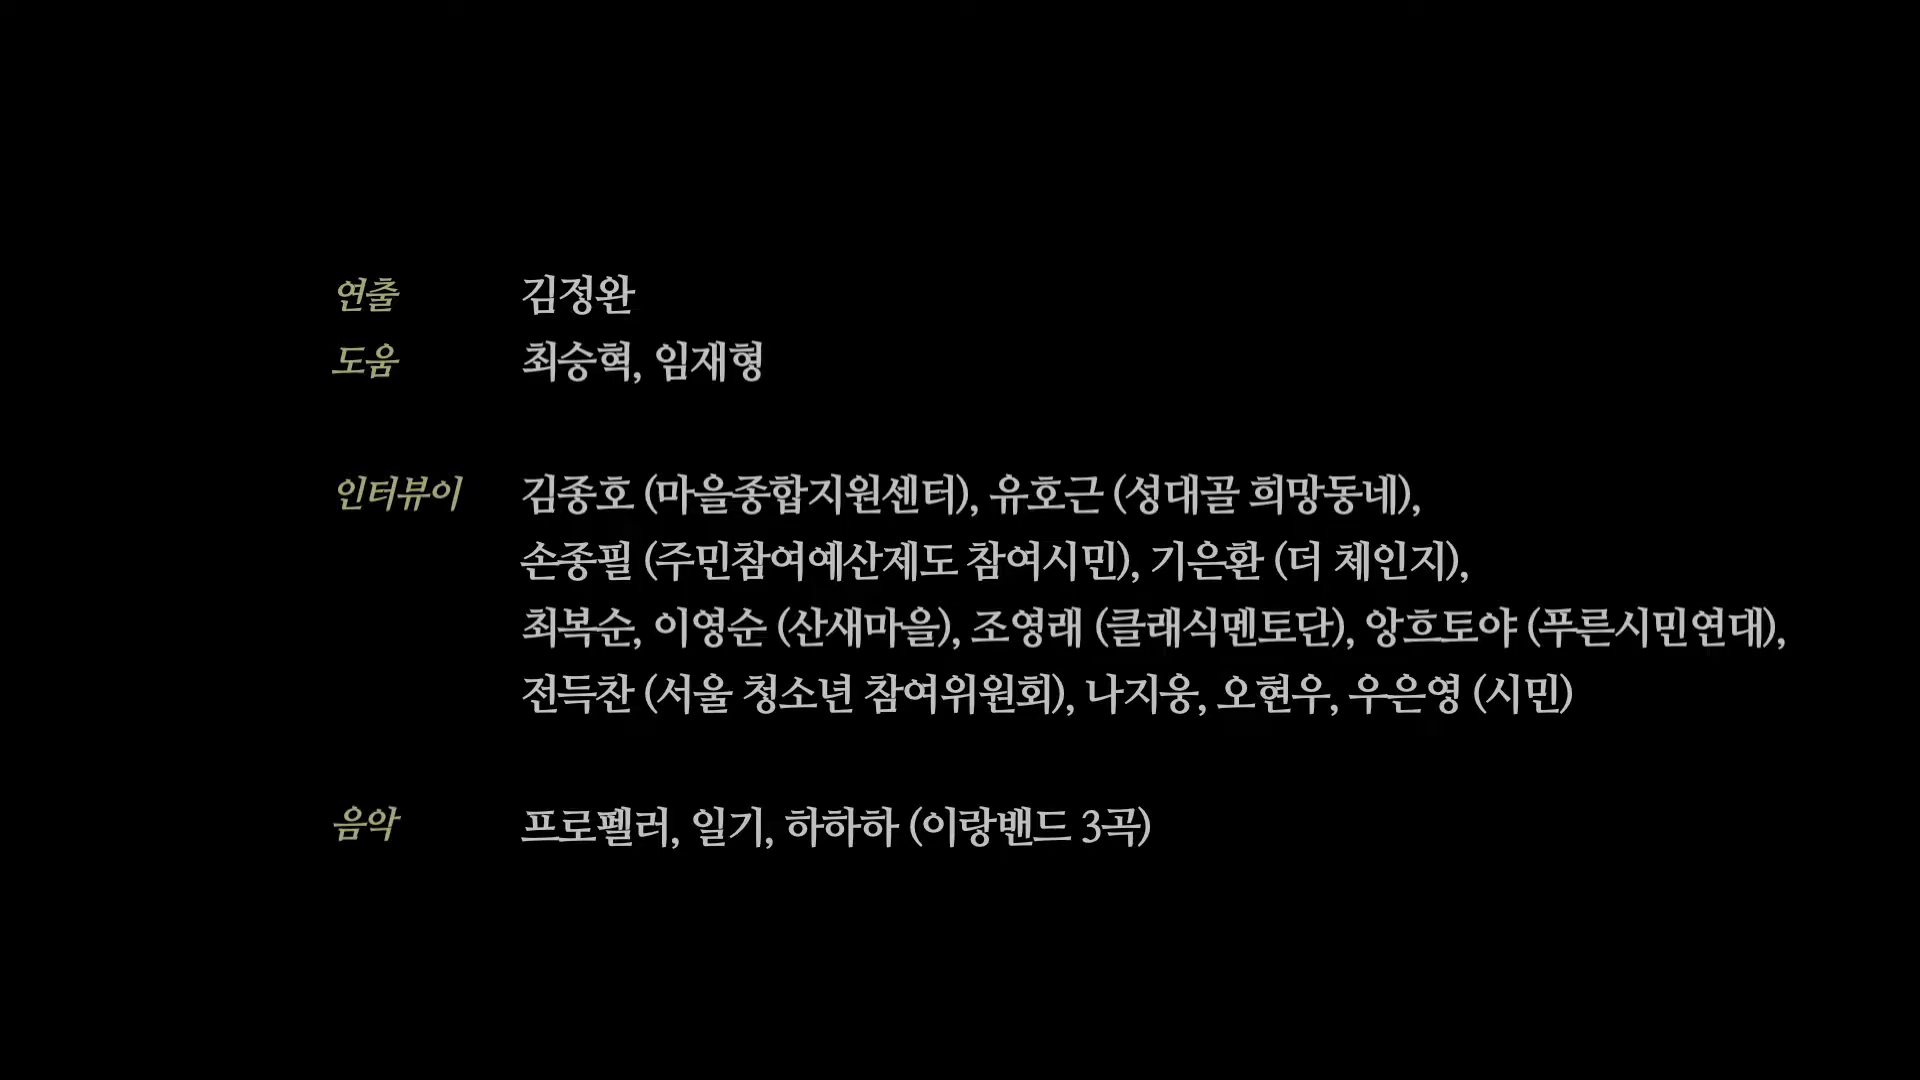 연출 김정완
도움 최승혁, 임재형
인터뷰이 김종호 (마을종합지원센터), 유호근 (성대골 희망동네),
손종필 (주민참여예산제도 참여시민), 기은환 (더 체인지),
최복순, 이영순 (산새마을), 조영래 (클래식멘토단), 앙흐토야 (푸른시민연대),
전득찬 (서울 청소년 참여위원회), 나지웅, 오현우, 우은영 (시민)
음악 프로펠러, 일기, 하하하 (이랑밴드 3곡)